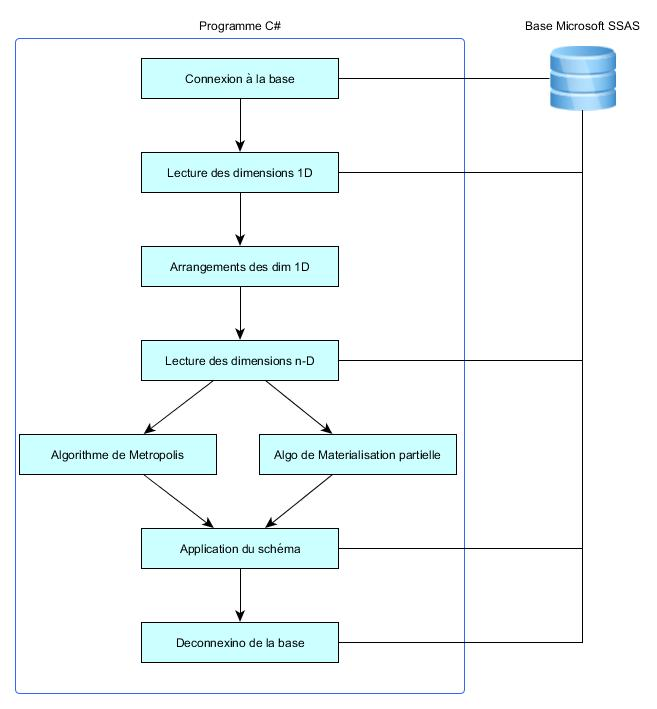 Programme C#
Base Microsoft SSAS
Connexion à la base
Lecture des dimensions 1D
Arrangements des dim 1D
Lecture des dimensions n-D
Algorithme de Metropolis
Algo de Materialisation partielle
Application du schéma
Deconnexino de la base